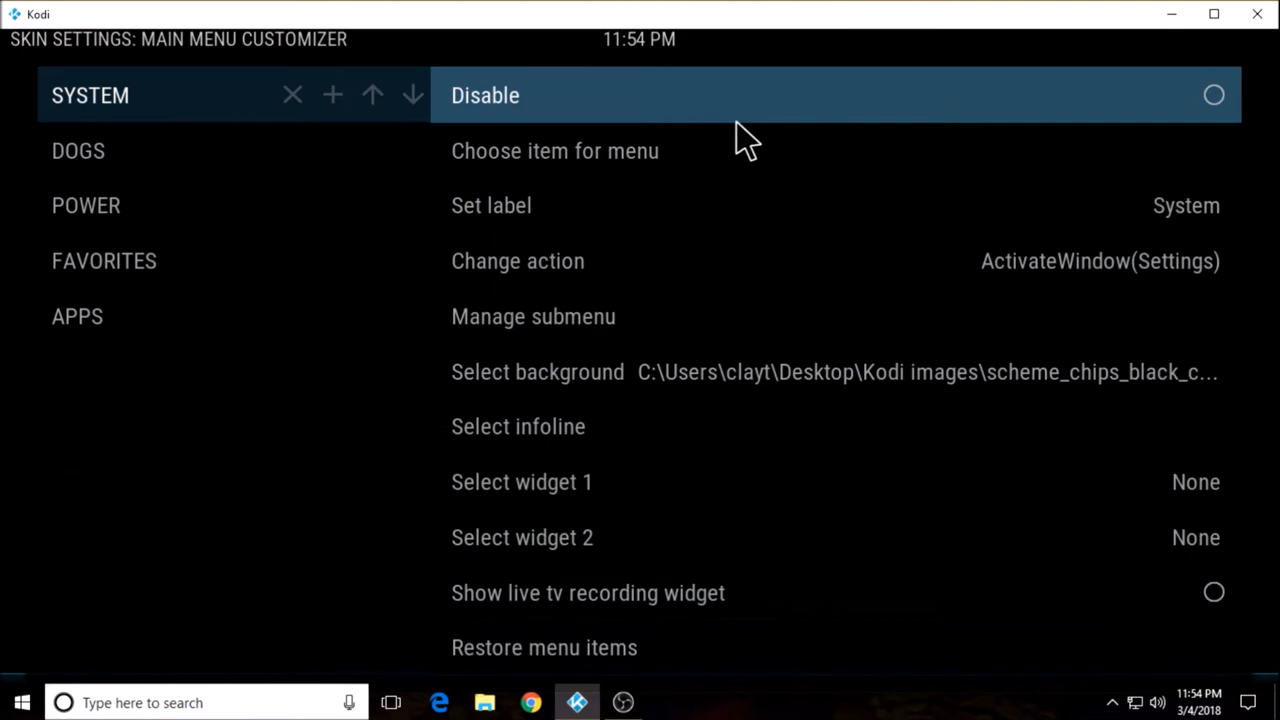 Kodi
SKIN SETTINGS: MAIN MENU CUSTOMIZER 11:54 PM
SYSTEM Disable
DOGS Choose item for menu
POWER Set label System
FAVORITES Change action ActivateWindow(Settings)
APPS Manage submenu
Select background C:\Users\clayt\Desktop\Kodi images\scheme_chips_black_c...
Select infoline
Select widget 1 None
Select widget 2 None
Show live tv recording widget
Restore menu items
Type here to search 11:54 PM
3/4/2018